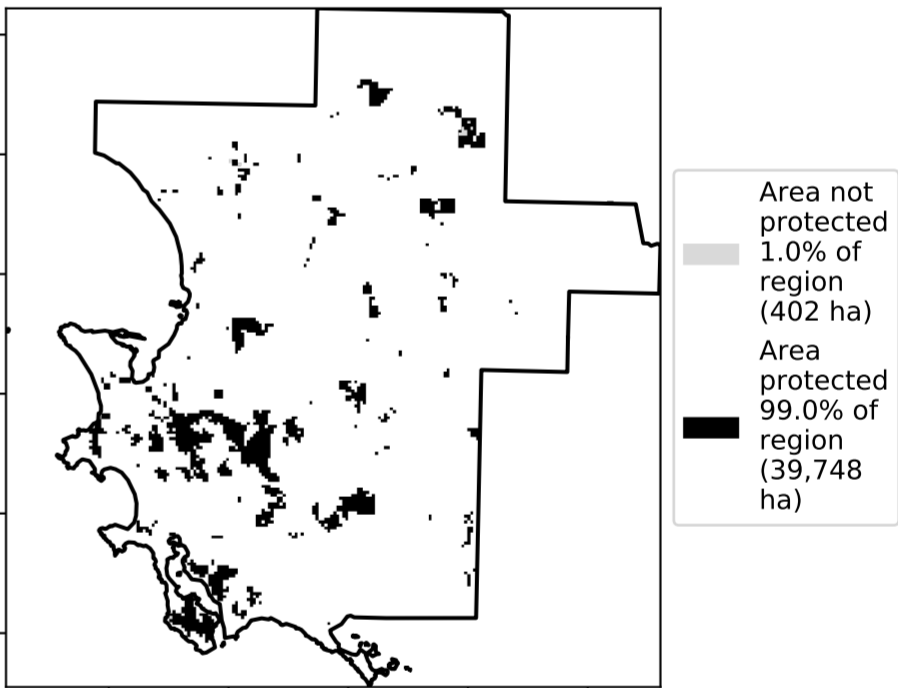 Area not
protected
1.0% of
region
(402 ha)
Area
protected
99.0% of
region
(39,748
ha)